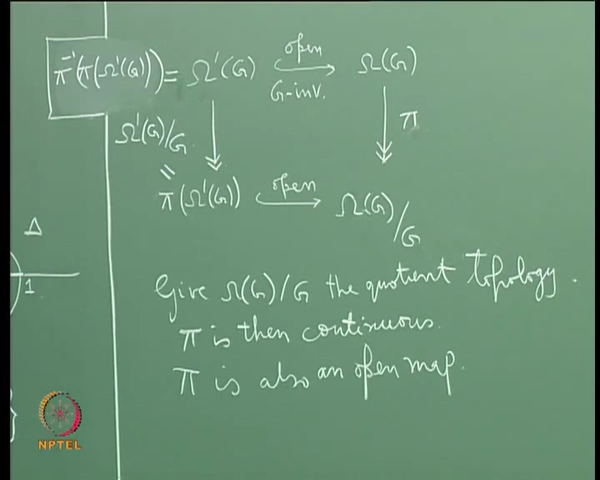 π⁻¹(π(Ω'(G))) = Ω'(G) open Ω(G)
G-inv.
Ω'(G)/G π
=
π(Ω'(G)) open Ω(G)/G
Δ
1
Give Ω(G)/G the quotient topology.
π is then continuous.
π is also an open map.
NPTEL